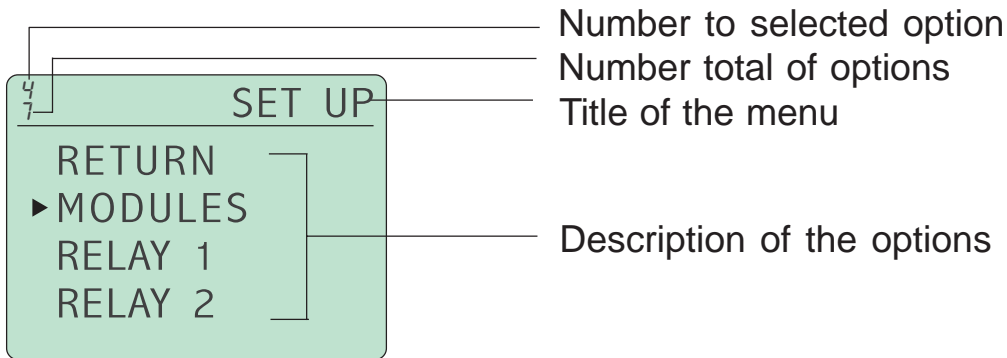 Number to selected option
Number total of options
4
7
SET UP
Title of the menu
RETURN
MODULES
RELAY 1
RELAY 2
Description of the options